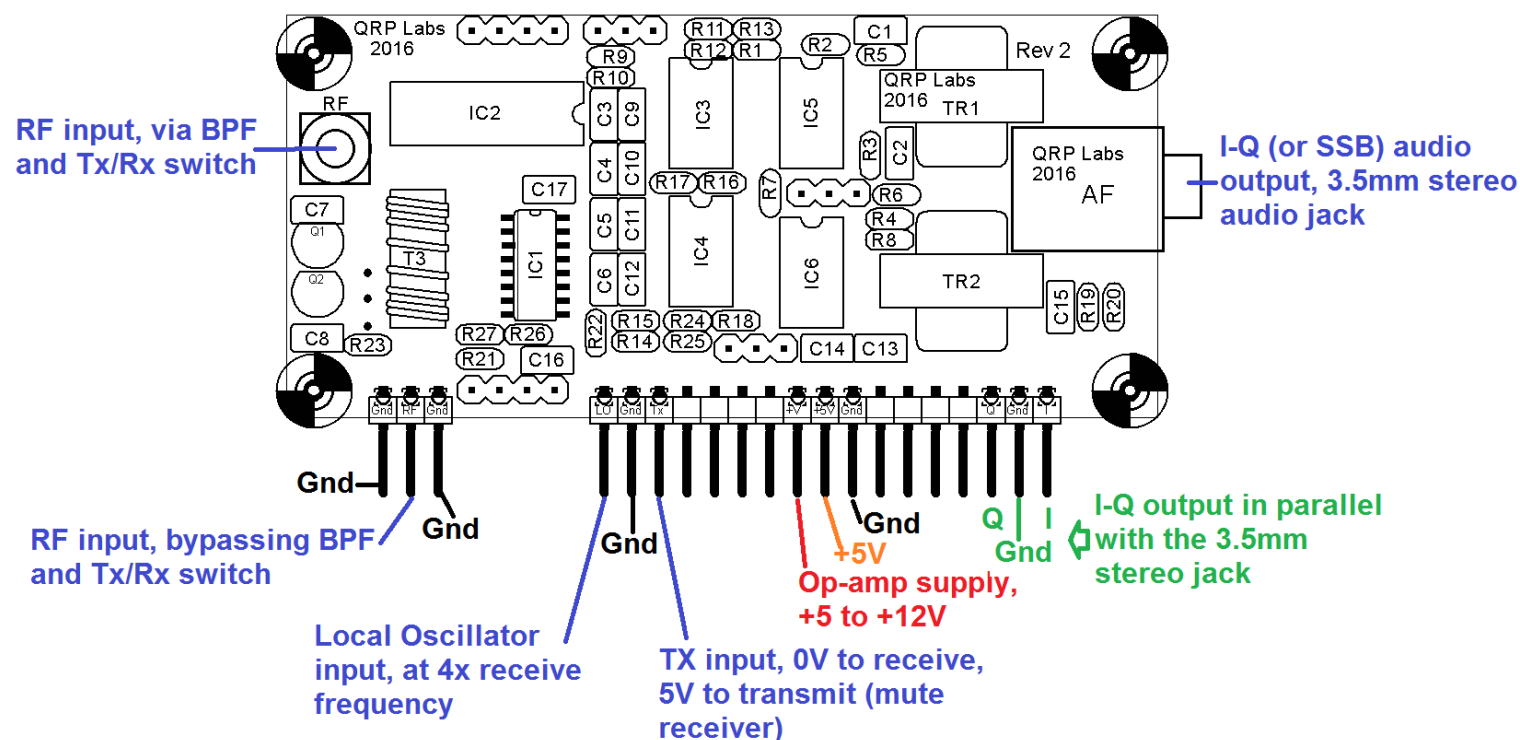 QRP Labs
2016
R11
R13
R12
R1
R2
C1
R5
Rev 2
R9
R10
RF
IC2
C3
C9
IC3
IC5
QRP Labs
2016
TR1
RF input, via BPF
and Tx/Rx switch
C4
C10
R3
C2
QRP Labs
2016
AF
I-Q (or SSB) audio
output, 3.5mm stereo
audio jack
C17
R17
R16
R7
R6
C7
Q1
T3
IC1
C5
C11
IC4
IC6
R4
R8
Q2
C6
C12
TR2
C15
R19
R20
C8
R23
R27
R26
R21
C16
R22
R15
R24
R18
R14
R25
C14
C13
Gnd
RF
Gnd
LO
Gnd
Tx
+V
+5V
Gnd
Q
Gnd
I
Gnd
Gnd
RF input, bypassing BPF
and Tx/Rx switch
Gnd
Local Oscillator
input, at 4x receive
frequency
TX input, 0V to receive,
5V to transmit (mute
receiver)
Gnd
+5V
Op-amp supply,
+5 to +12V
Q
I
Gnd
I-Q output in parallel
with the 3.5mm
stereo jack